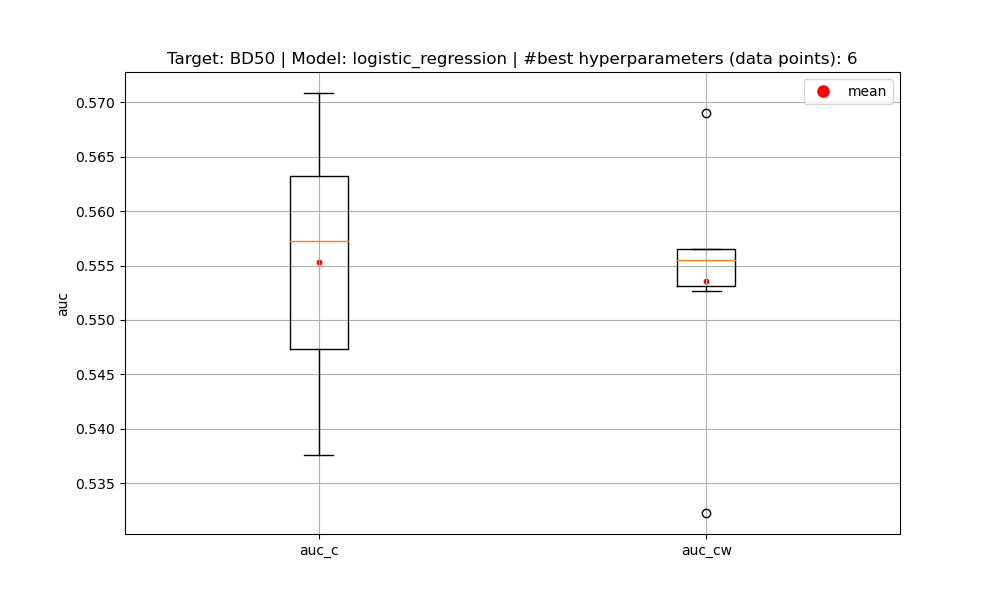 Target: BD50 | Model: logistic_regression | #best hyperparameters (data points): 6
mean
0.570
0.565
0.560
0.555
0.550
0.545
0.540
0.535
auc
auc_c
auc_cw